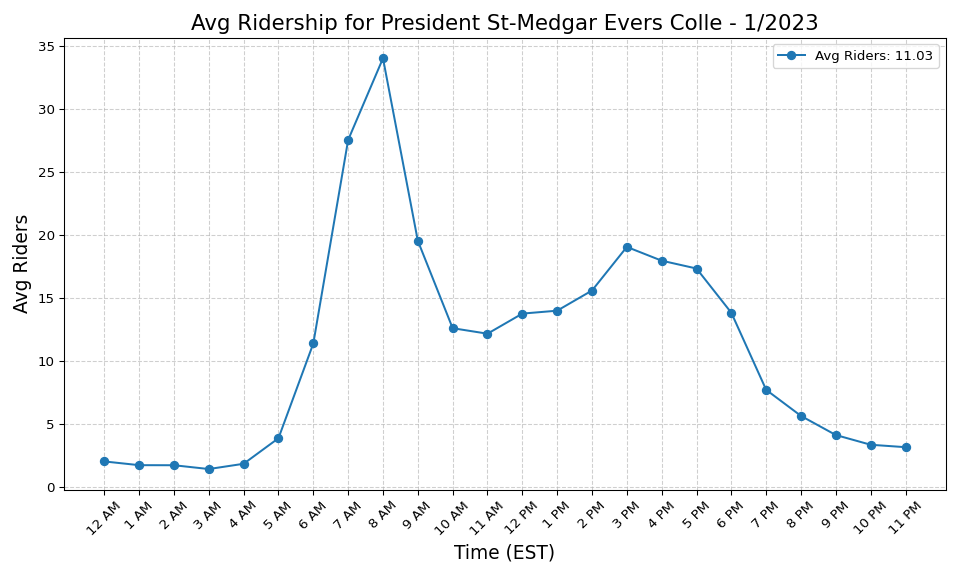 Avg Ridership for President St-Medgar Evers Colle - 1/2023
Avg Riders: 11.03
35
30
25
20
15
10
5
0
Avg Riders
12 AM
1 AM
2 AM
3 AM
4 AM
5 AM
6 AM
7 AM
8 AM
9 AM
10 AM
11 AM
12 PM
1 PM
2 PM
3 PM
4 PM
5 PM
6 PM
7 PM
8 PM
9 PM
10 PM
11 PM
Time (EST)